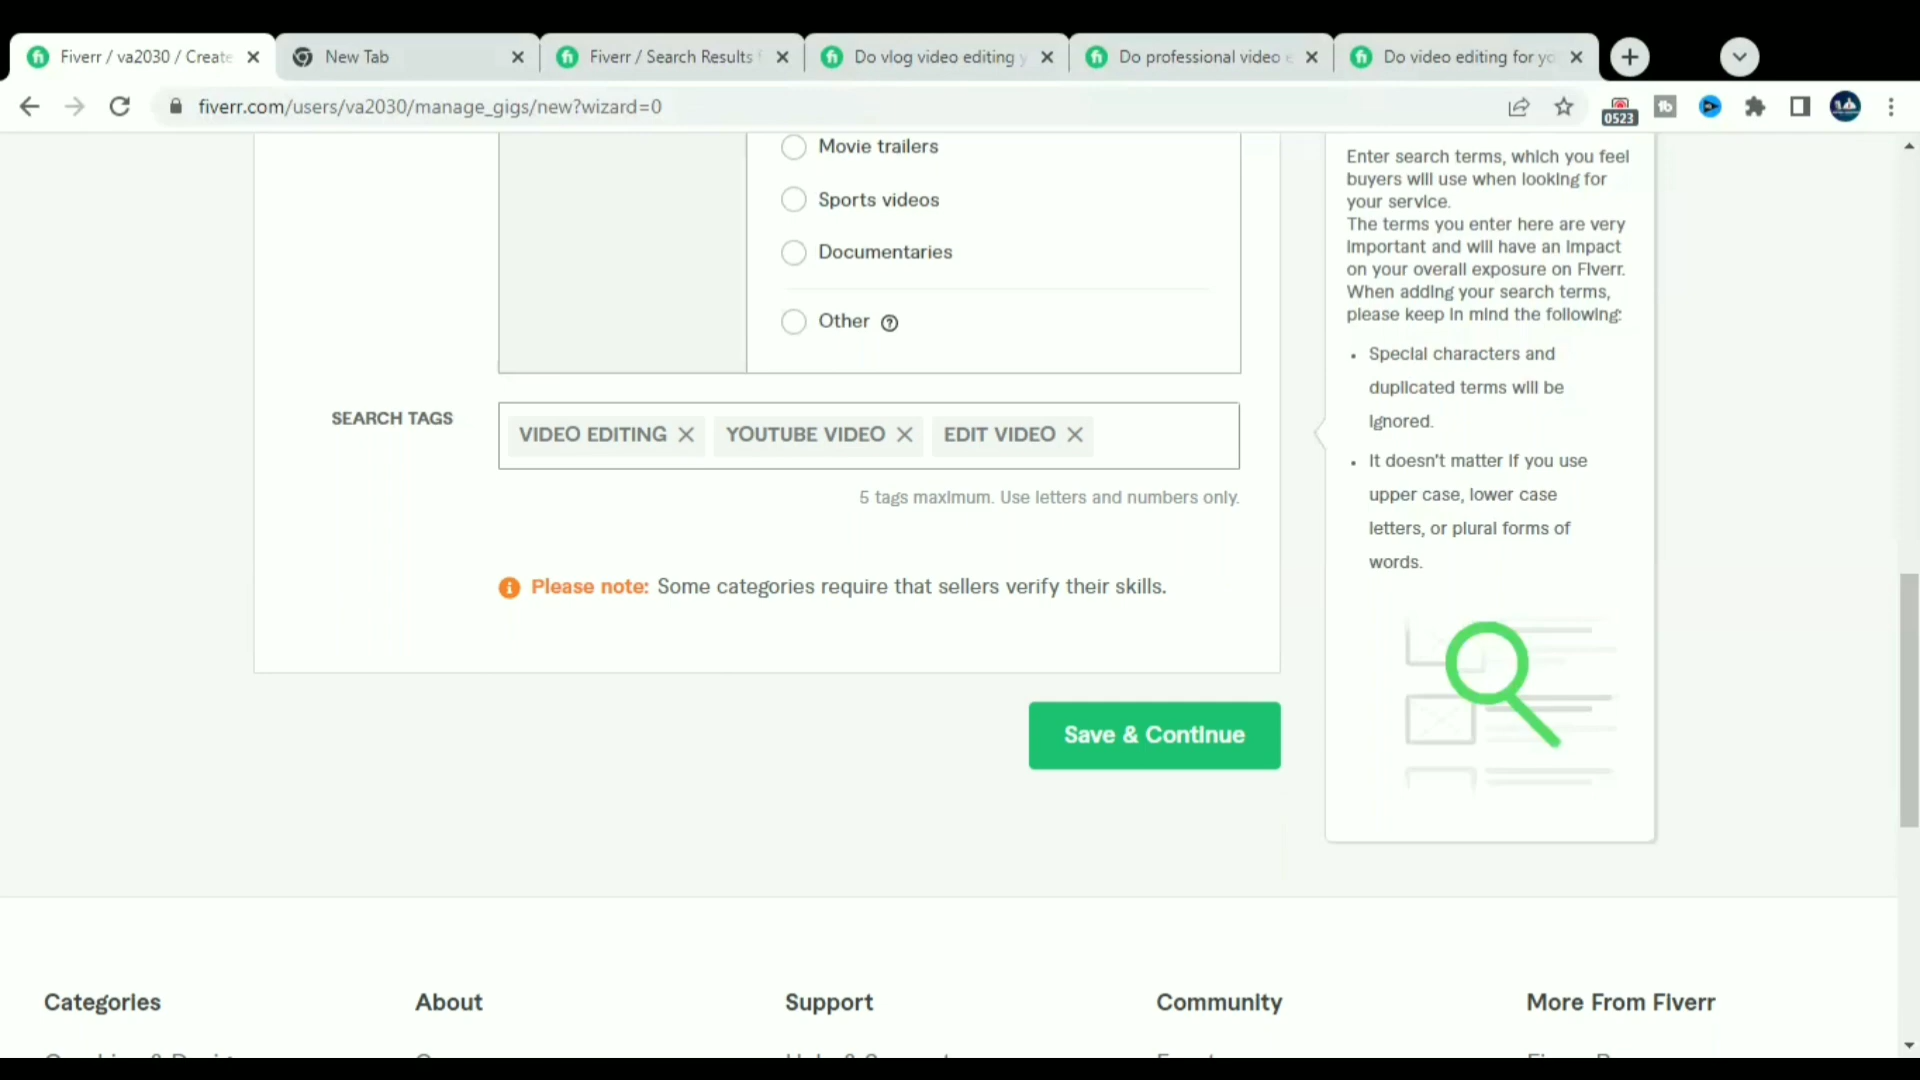 Fiverr / va2030 / Create
New Tab
Fiverr / Search Results f
Do vlog video editing y
Do professional video e
Do video editing for yo
fiverr.com/users/va2030/manage_gigs/new?wizard=0
0523
Movie trailers
Sports videos
Documentaries
Other
SEARCH TAGS
VIDEO EDITING
YOUTUBE VIDEO
EDIT VIDEO
5 tags maximum. Use letters and numbers only.
Please note: Some categories require that sellers verify their skills.
Save & Continue
Enter search terms, which you feel
buyers will use when looking for
your service.
The terms you enter here are very
important and will have an impact
on your overall exposure on Fiverr.
When adding your search terms,
please keep in mind the following:
• Special characters and
duplicated terms will be
ignored.
• It doesn't matter if you use
upper case, lower case
letters, or plural forms of
words.
Categories
About
Support
Community
More From Fiverr